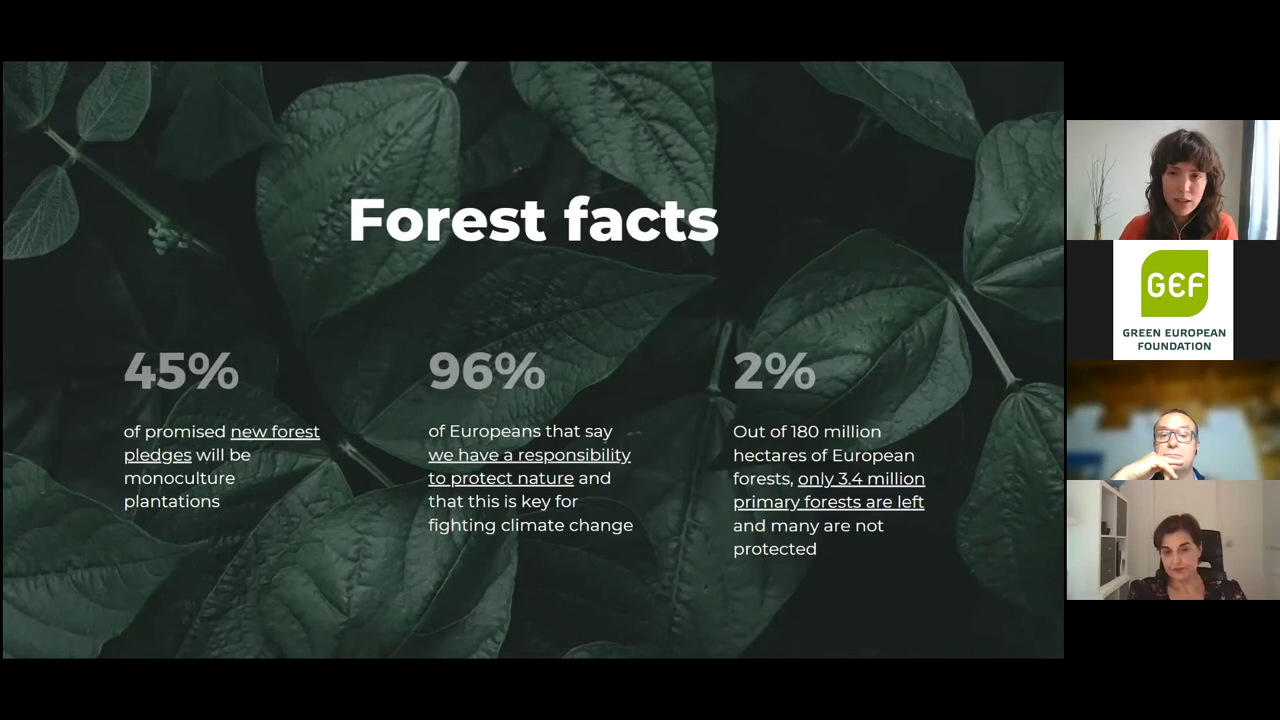 Forest facts
45%
of promised new forest
pledges will be
monoculture
plantations
96%
of Europeans that say
we have a responsibility
to protect nature and
that this is key for
fighting climate change
2%
Out of 180 million
hectares of European
forests, only 3.4 million
primary forests are left
and many are not
protected
GEF
GREEN EUROPEAN
FOUNDATION